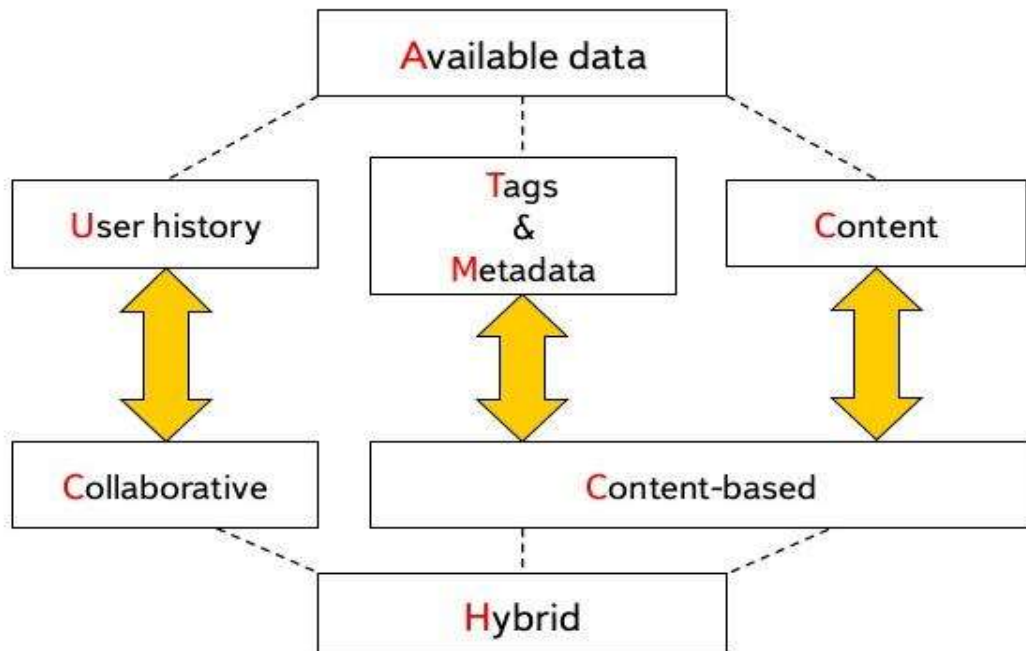 Available data
User history
Tags
&
Metadata
Content
Collaborative
Content-based
Hybrid